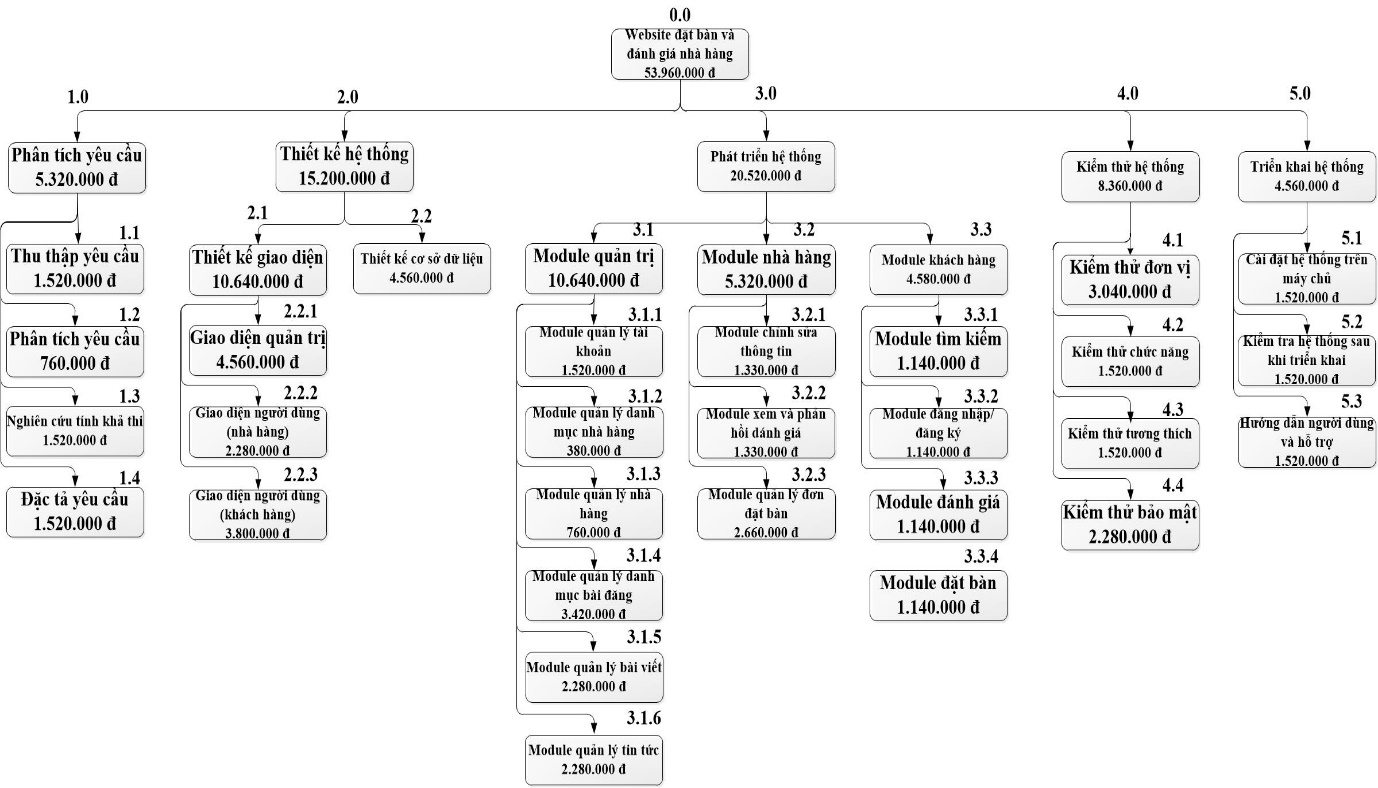 0.0
Website đặt bàn và
đánh giá nhà hàng
53.960.000 đ
1.0
Phân tích yêu cầu
5.320.000 đ
1.1
Thu thập yêu cầu
1.520.000 đ
1.2
Phân tích yêu cầu
760.000 đ
1.3
Nghiên cứu tính khả thi
1.520.000 đ
1.4
Đặc tả yêu cầu
1.520.000 đ
2.0
Thiết kế hệ thống
15.200.000 đ
2.1
Thiết kế giao diện
10.640.000 đ
2.2.1
Giao diện quản trị
4.560.000 đ
2.2.2
Giao diện người dùng
(nhà hàng)
2.280.000 đ
2.2.3
Giao diện người dùng
(khách hàng)
3.800.000 đ
2.2
Thiết kế cơ sở dữ liệu
4.560.000 đ
3.0
Phát triển hệ thống
20.520.000 đ
3.1
Module quản trị
10.640.000 đ
3.1.1
Module quản lý tài
khoản
1.520.000 đ
3.1.2
Module quản lý danh
mục nhà hàng
380.000 đ
3.1.3
Module quản lý nhà
hàng
760.000 đ
3.1.4
Module quản lý danh
mục bài đăng
3.420.000 đ
3.1.5
Module quản lý bài viết
2.280.000 đ
3.1.6
Module quản lý tin tức
2.280.000 đ
3.2
Module nhà hàng
5.320.000 đ
3.2.1
Module chỉnh sửa
thông tin
1.330.000 đ
3.2.2
Module xem và phản
hồi đánh giá
1.330.000 đ
3.2.3
Module quản lý đơn
đặt bàn
2.660.000 đ
3.3
Module khách hàng
4.580.000 đ
3.3.1
Module tìm kiếm
1.140.000 đ
3.3.2
Module đăng nhập/
đăng ký
1.140.000 đ
3.3.3
Module đánh giá
1.140.000 đ
3.3.4
Module đặt bàn
1.140.000 đ
4.0
Kiểm thử hệ thống
8.360.000 đ
4.1
Kiểm thử đơn vị
3.040.000 đ
4.2
Kiểm thử chức năng
1.520.000 đ
4.3
Kiểm thử tương thích
1.520.000 đ
4.4
Kiểm thử bảo mật
2.280.000 đ
5.0
Triển khai hệ thống
4.560.000 đ
5.1
Cài đặt hệ thống trên
máy chủ
1.520.000 đ
5.2
Kiểm tra hệ thống sau
khi triển khai
1.520.000 đ
5.3
Hướng dẫn người dùng
và hỗ trợ
1.520.000 đ